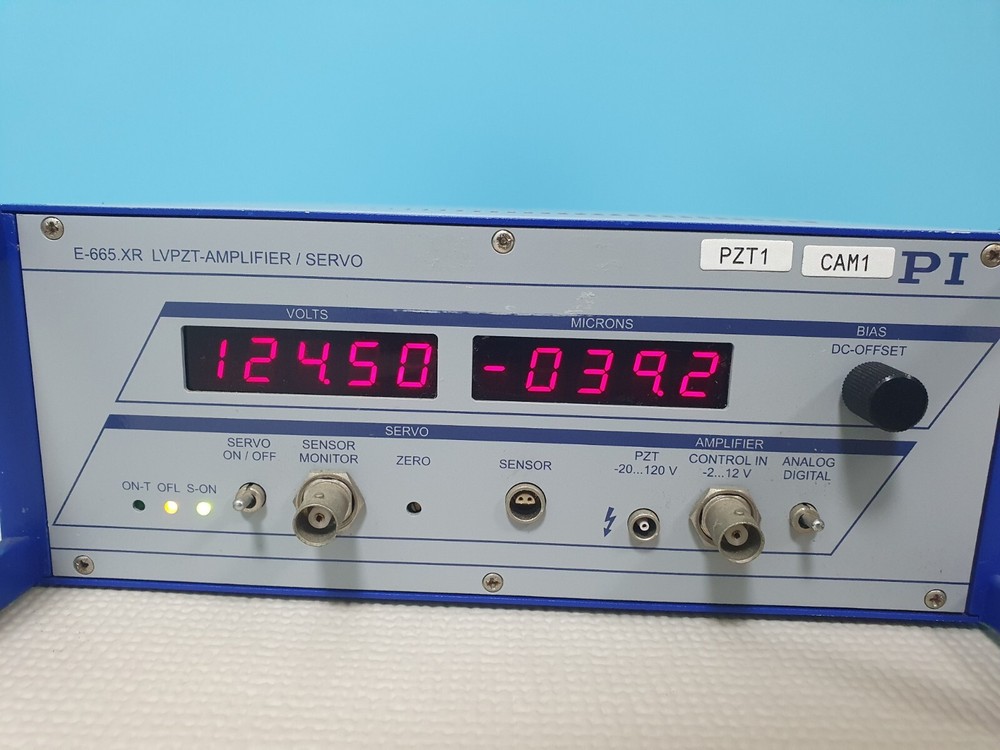 E-665.XR LVPZT-AMPLIFIER / SERVO
PZT1
CAM1
PI
VOLTS
MICRONS
124.50
-039.2
BIAS
DC-OFFSET
SERVO
SERVO
ON / OFF
SENSOR
MONITOR
ZERO
SENSOR
ON-T OFL S-ON
AMPLIFIER
PZT
-20...120 V
CONTROL IN
-2...12 V
ANALOG
DIGITAL